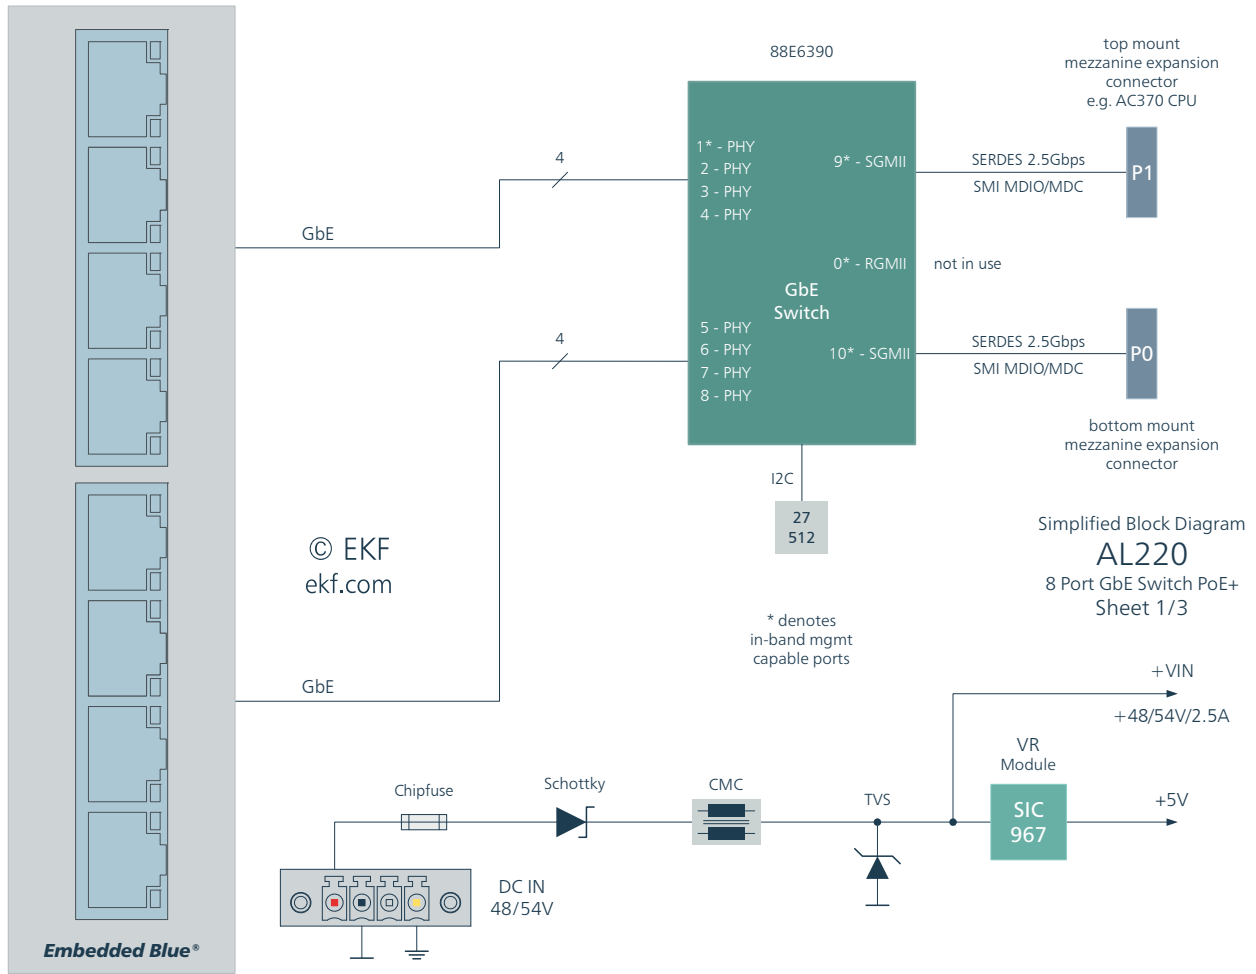 88E6390
top mount
mezzanine expansion
connector
e.g. AC370 CPU
1* - PHY
2 - PHY
3 - PHY
4 - PHY
9* - SGMII
SERDES 2.5Gbps
SMI MDIO/MDC
P1
4
GbE
0* - RGMII
not in use
GbE
Switch
5 - PHY
6 - PHY
7 - PHY
8 - PHY
10* - SGMII
SERDES 2.5Gbps
SMI MDIO/MDC
P0
4
bottom mount
mezzanine expansion
connector
I2C
27
512
© EKF
ekf.com
Simplified Block Diagram
AL220
8 Port GbE Switch PoE+
Sheet 1/3
* denotes
in-band mgmt
capable ports
GbE
+VIN
+48/54V/2.5A
VR
Module
SIC
967
+5V
Chipfuse
Schottky
CMC
TVS
DC IN
48/54V
Embedded Blue®